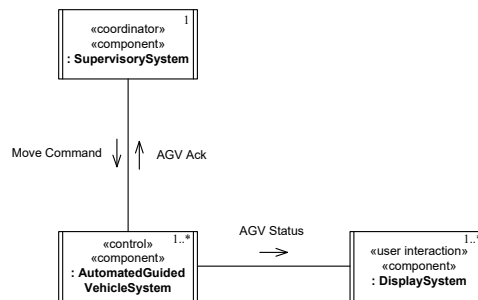 1
«coordinator»
«component»
: SupervisorySystem
Move Command
AGV Ack
1..*
«control»
«component»
: AutomatedGuided
VehicleSystem
AGV Status
1..*
«user interaction»
«component»
: DisplaySystem